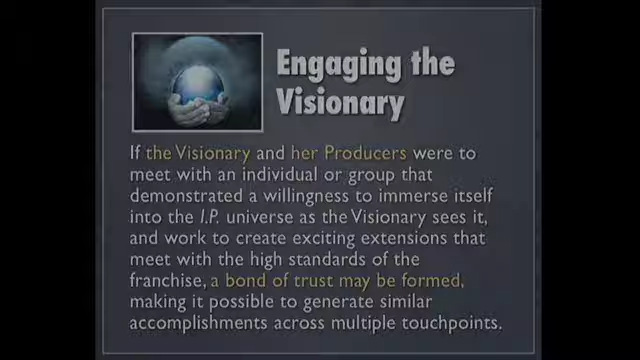 Engaging the
Visionary
If the Visionary and her Producers were to
meet with an individual or group that
demonstrated a willingness to immerse itself
into the I.P. universe as the Visionary sees it,
and work to create exciting extensions that
meet with the high standards of the
franchise, a bond of trust may be formed,
making it possible to generate similar
accomplishments across multiple touchpoints.